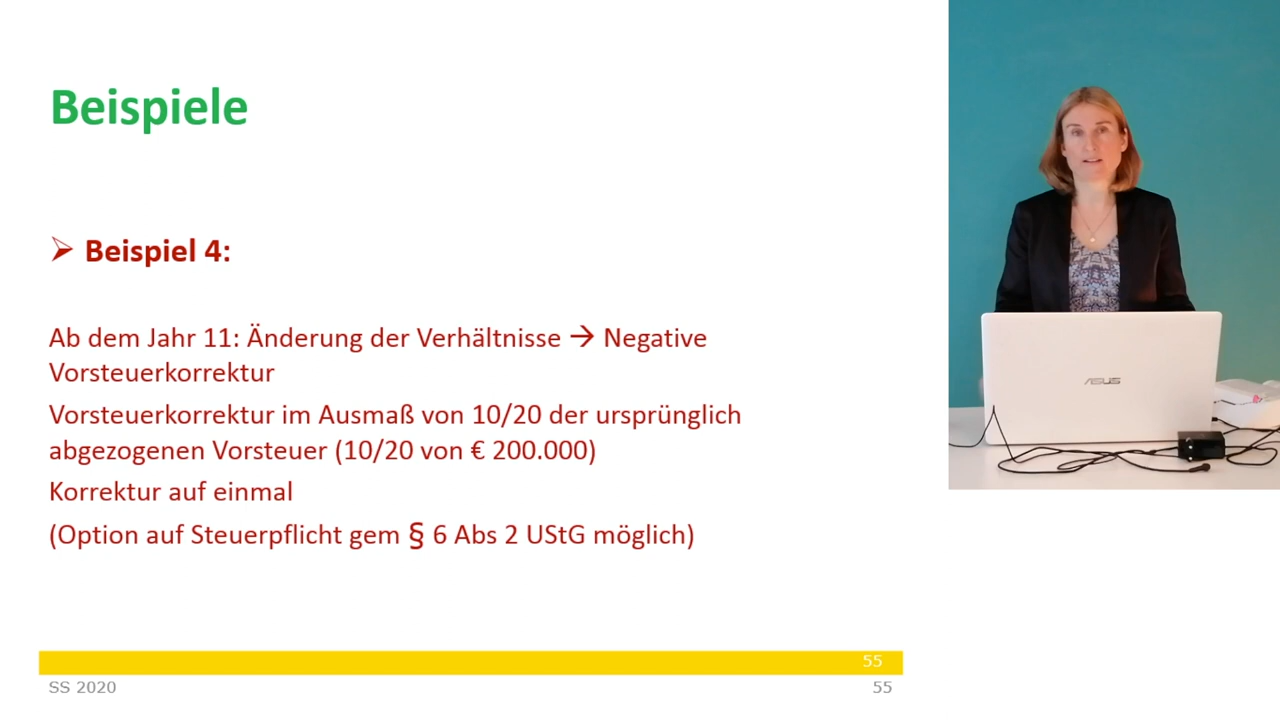 Beispiele
➢ Beispiel 4:
Ab dem Jahr 11: Änderung der Verhältnisse → Negative
Vorsteuerkorrektur
Vorsteuerkorrektur im Ausmaß von 10/20 der ursprünglich
abgezogenen Vorsteuer (10/20 von € 200.000)
Korrektur auf einmal
(Option auf Steuerpflicht gem § 6 Abs 2 UStG möglich)
55
SS 2020
55
ASUS